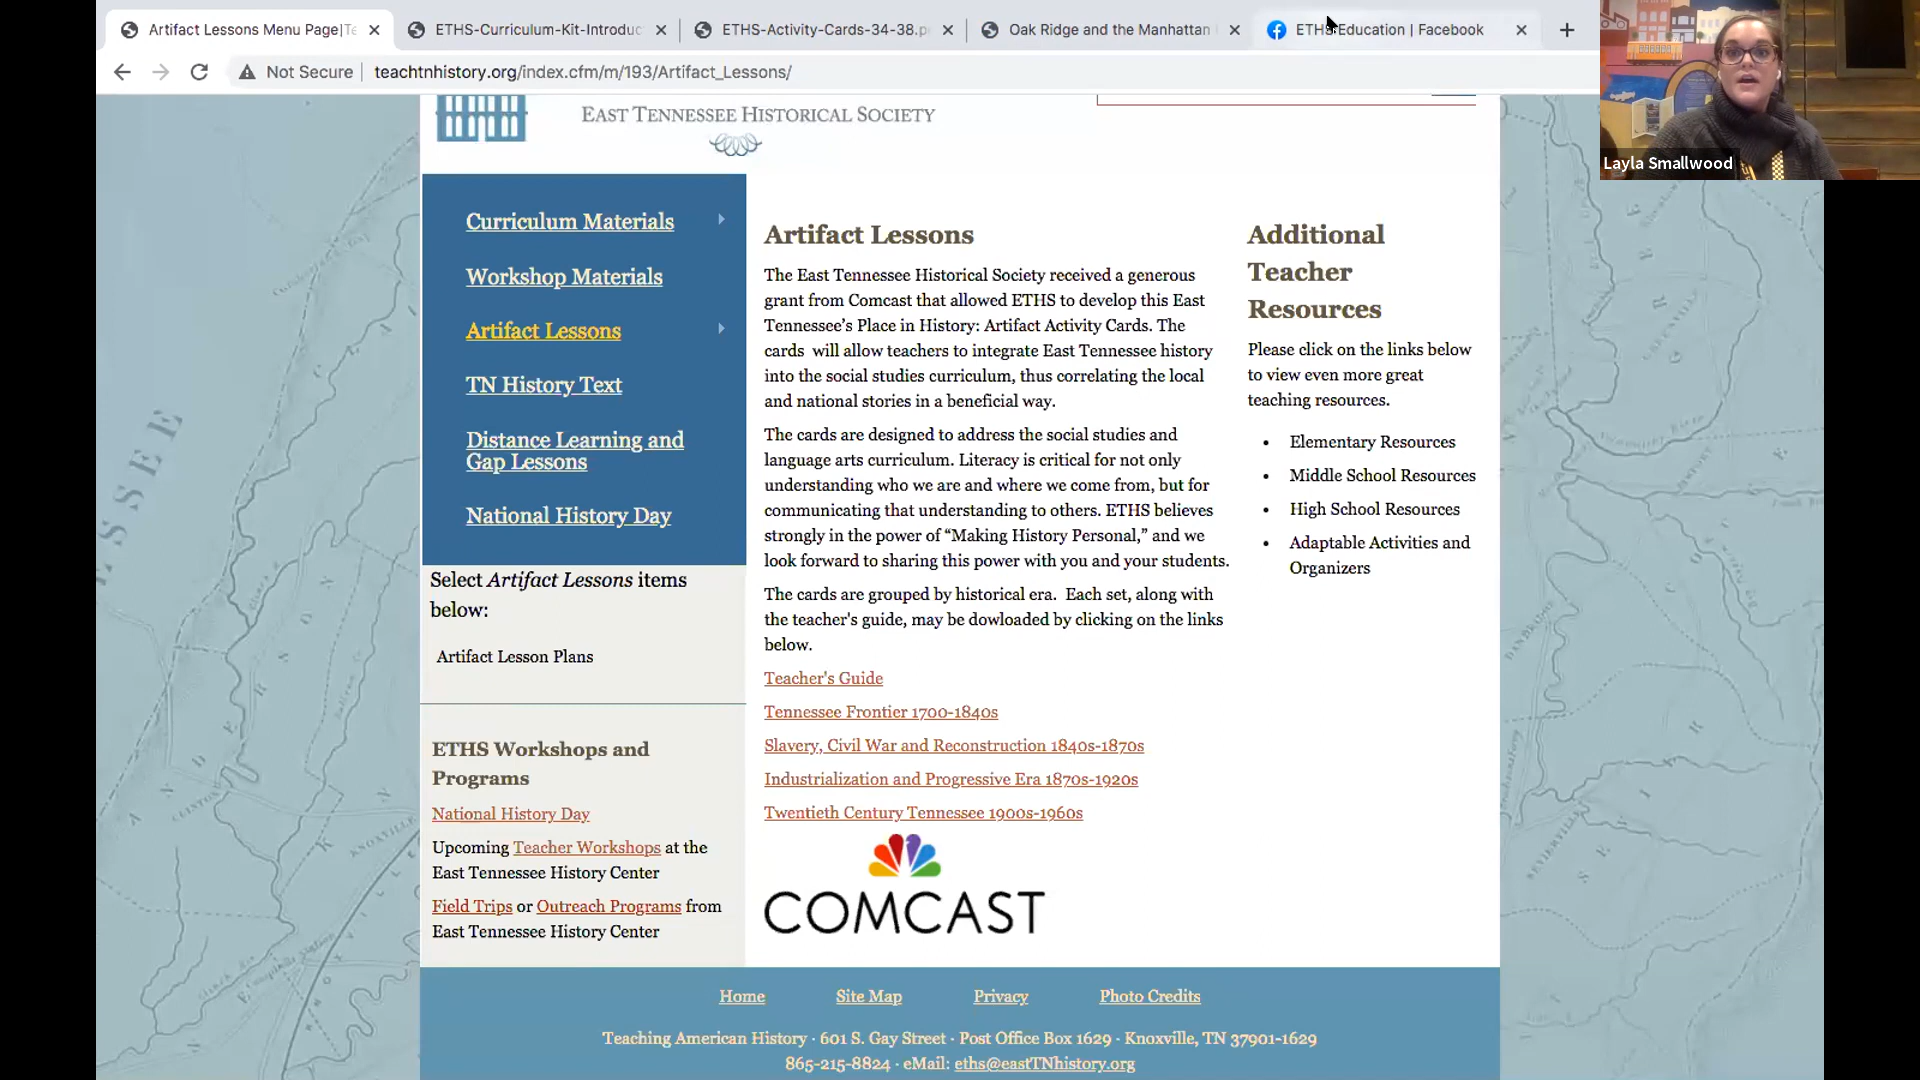 Artifact Lessons Menu Page|Te
ETHS-Curriculum-Kit-Introduc
ETHS-Activity-Cards-34-38.p
Oak Ridge and the Manhattan
ETHS Education | Facebook
Not Secure
teachtnhistory.org/index.cfm/m/193/Artifact_Lessons/
Layla Smallwood
EAST TENNESSEE HISTORICAL SOCIETY
Curriculum Materials
Workshop Materials
Artifact Lessons
TN History Text
Distance Learning and
Gap Lessons
National History Day
Select Artifact Lessons items
below:
Artifact Lesson Plans
ETHS Workshops and
Programs
National History Day
Upcoming Teacher Workshops at the
East Tennessee History Center
Field Trips or Outreach Programs from
East Tennessee History Center
Artifact Lessons
The East Tennessee Historical Society received a generous
grant from Comcast that allowed ETHS to develop this East
Tennessee's Place in History: Artifact Activity Cards. The
cards will allow teachers to integrate East Tennessee history
into the social studies curriculum, thus correlating the local
and national stories in a beneficial way.
The cards are designed to address the social studies and
language arts curriculum. Literacy is critical for not only
understanding who we are and where we come from, but for
communicating that understanding to others. ETHS believes
strongly in the power of “Making History Personal,” and we
look forward to sharing this power with you and your students.
The cards are grouped by historical era. Each set, along with
the teacher's guide, may be dowloaded by clicking on the links
below.
Teacher's Guide
Tennessee Frontier 1700-1840s
Slavery, Civil War and Reconstruction 1840s-1870s
Industrialization and Progressive Era 1870s-1920s
Twentieth Century Tennessee 1900s-1960s
COMCAST
Additional
Teacher
Resources
Please click on the links below
to view even more great
teaching resources.
• Elementary Resources
• Middle School Resources
• High School Resources
• Adaptable Activities and
Organizers
Home
Site Map
Privacy
Photo Credits
Teaching American History · 601 S. Gay Street · Post Office Box 1629 · Knoxville, TN 37901-1629
865-215-8824 · eMail: eths@eastTNhistory.org
ESSEE
KNOXVILLE
DANDRIDGE
SEVIERVILLE
CLINTON